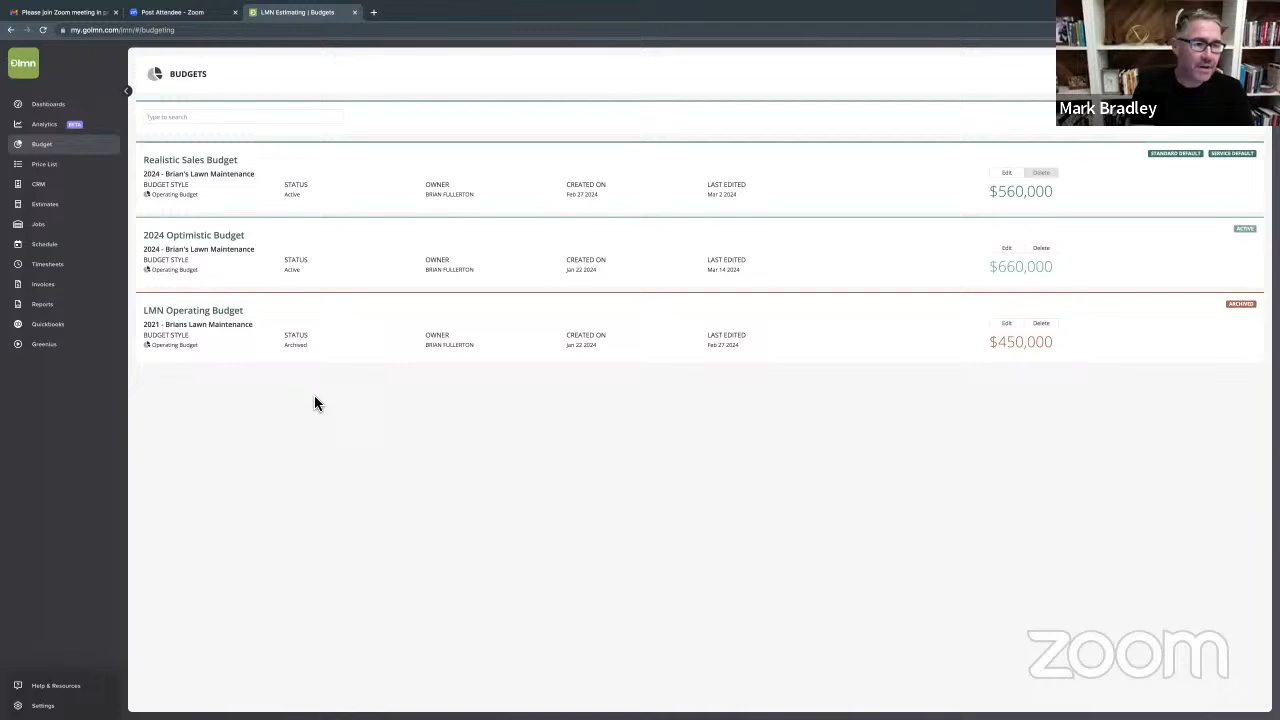 Please join Zoom meeting in
Post Attendee - Zoom
LMN Estimating | Budgets
my.golmn.com/lmn/#/budgeting
lmn
BUDGETS
Mark Bradley
Dashboards
Analytics BETA
Budget
Price List
CRM
Estimates
Jobs
Schedule
Timesheets
Invoices
Reports
Quickbooks
Greenius
Help & Resources
Settings
Type to search
Realistic Sales Budget
STANDARD DEFAULT SERVICE DEFAULT
2024 - Brian's Lawn Maintenance
Edit Delete
BUDGET STYLE STATUS OWNER CREATED ON LAST EDITED
Operating Budget Active BRIAN FULLERTON Feb 27 2024 Mar 2 2024
$560,000
2024 Optimistic Budget
ACTIVE
2024 - Brian's Lawn Maintenance
Edit Delete
BUDGET STYLE STATUS OWNER CREATED ON LAST EDITED
Operating Budget Active BRIAN FULLERTON Jan 22 2024 Mar 14 2024
$660,000
LMN Operating Budget
ARCHIVED
2021 - Brians Lawn Maintenance
Edit Delete
BUDGET STYLE STATUS OWNER CREATED ON LAST EDITED
Operating Budget Archived BRIAN FULLERTON Jan 22 2024 Feb 27 2024
$450,000
zoom